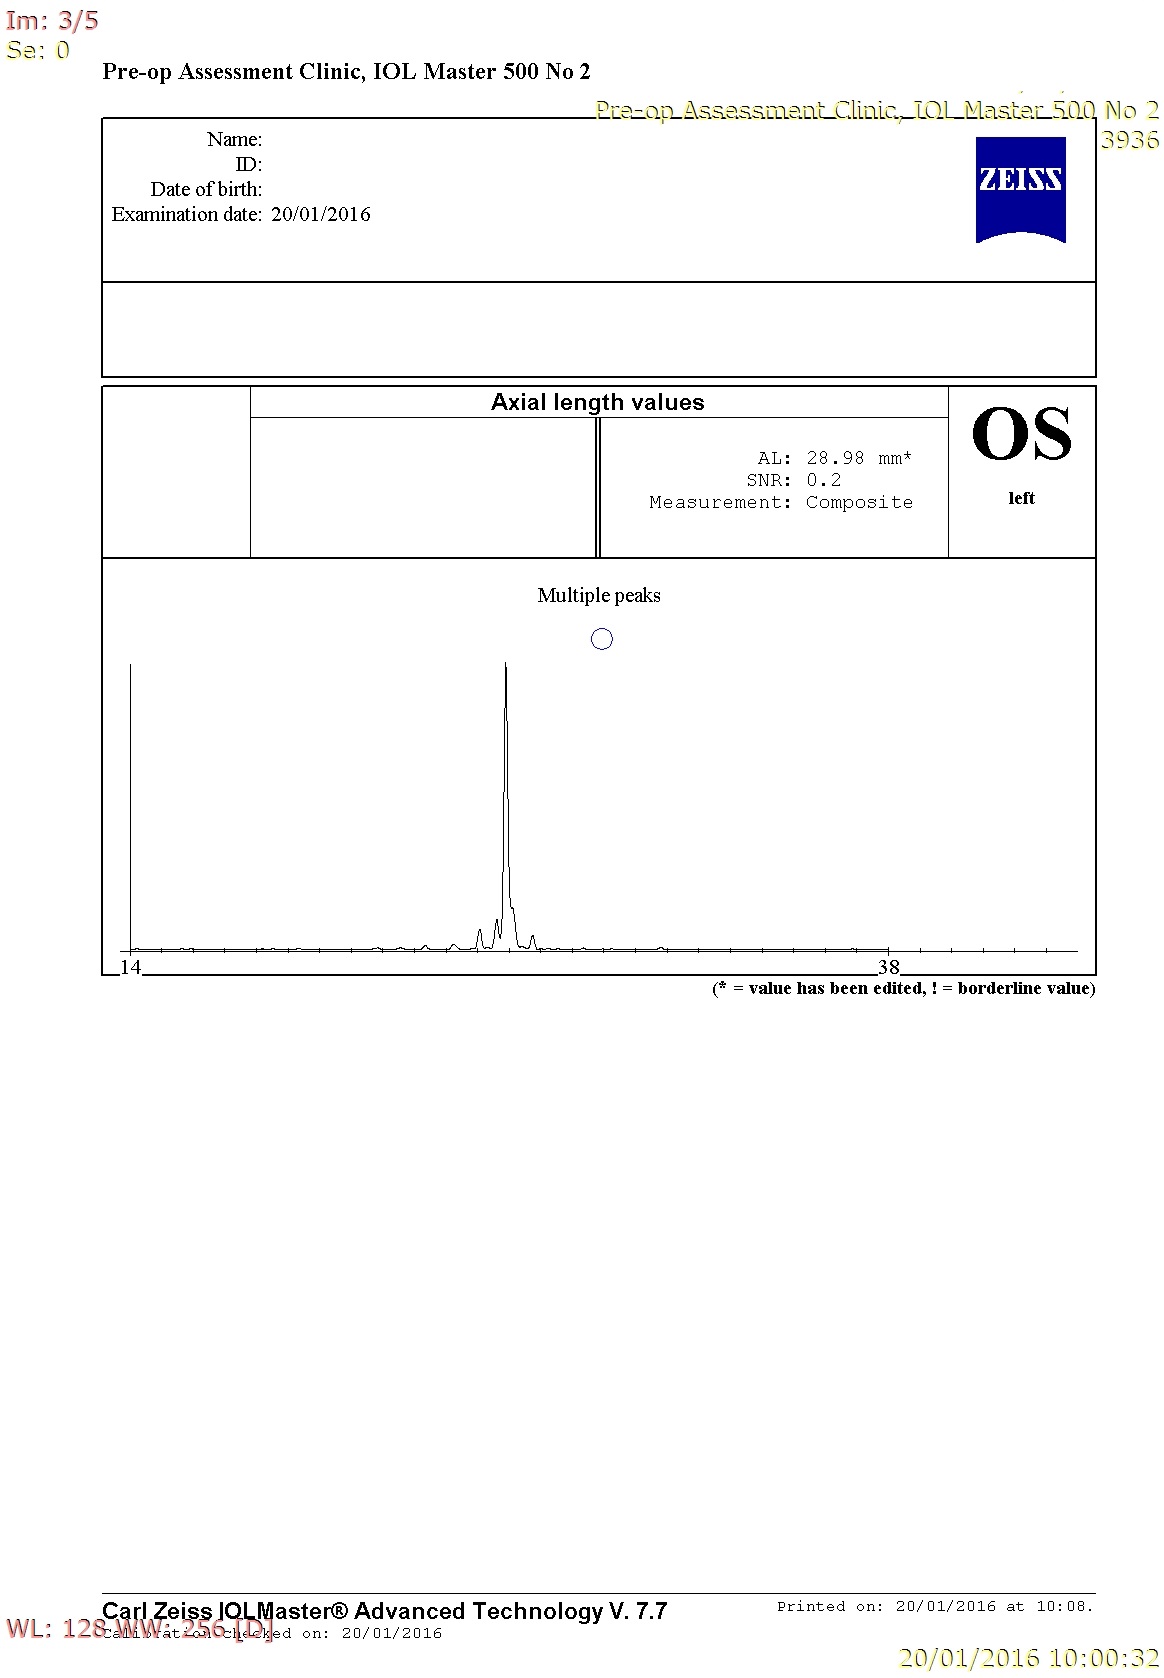 Im: 3/5
Se: 0
Pre-op Assessment Clinic, IOL Master 500 No 2
Pre-op Assessment Clinic, IOL Master 500 No 2
3936
Name:
ID:
Date of birth:
Examination date: 20/01/2016
ZEISS
Axial length values
OS
left
AL: 28.98 mm*
SNR: 0.2
Measurement: Composite
Multiple peaks
14 38
(* = value has been edited, ! = borderline value)
Carl Zeiss IOLMaster® Advanced Technology V. 7.7
Printed on: 20/01/2016 at 10:08.
WL: 128 WW: 256 [D]
Calibration checked on: 20/01/2016
20/01/2016 10:00:32